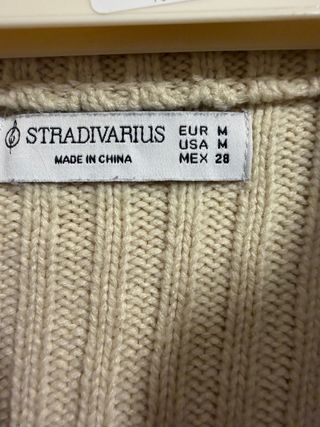 STRADIVARIUS
MADE IN CHINA
EUR M
USA M
MEX 28